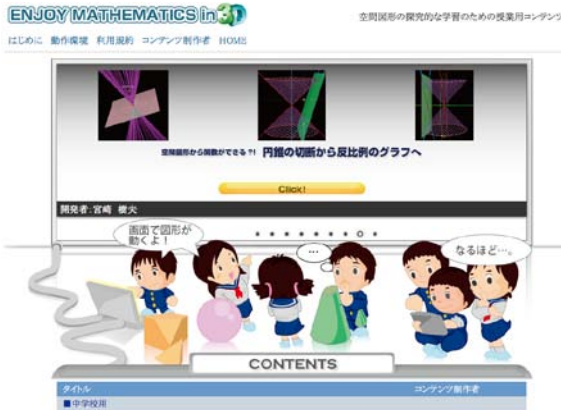 ENJOY MATHEMATICS in 3D
空間図形の探究的な学習のための授業用コンテンツ
はじめに 動作環境 利用規約 コンテンツ制作者 HOME
空間図形から関数ができる?! 円錐の切断から反比例のグラフへ
Click!
開発者:宮崎 樹夫
画面で図形が
動くよ!
…
なるほど…。
CONTENTS
タイトル コンテンツ制作者
■中学校用